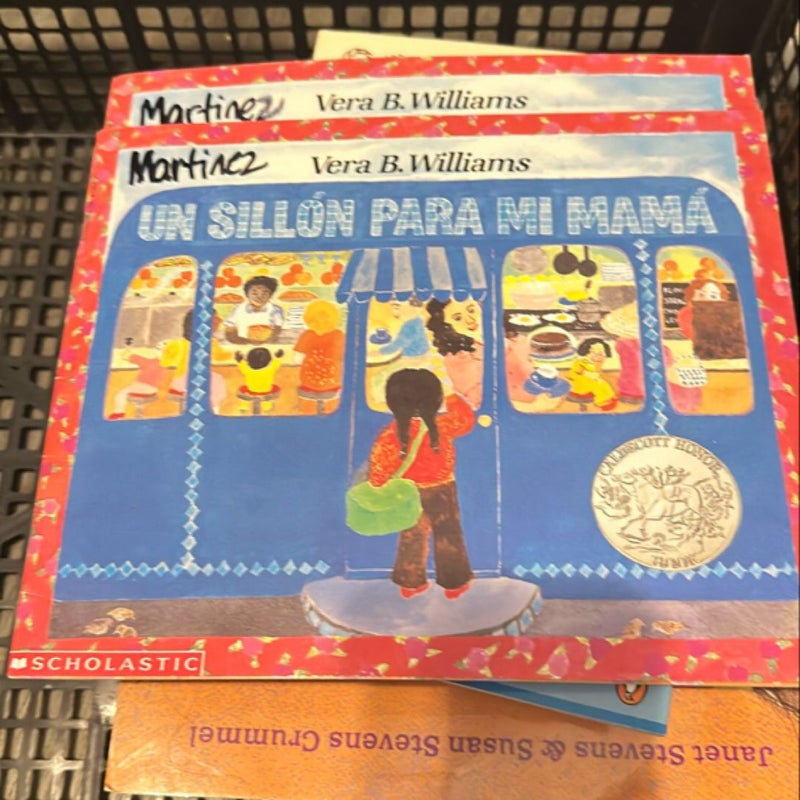 Martinez Vera B. Williams
Martinez Vera B. Williams
UN SILLÓN PARA MI MAMÁ
CALDECOTT HONOR
SCHOLASTIC
Janet Stevens & Susan Stevens Crummel